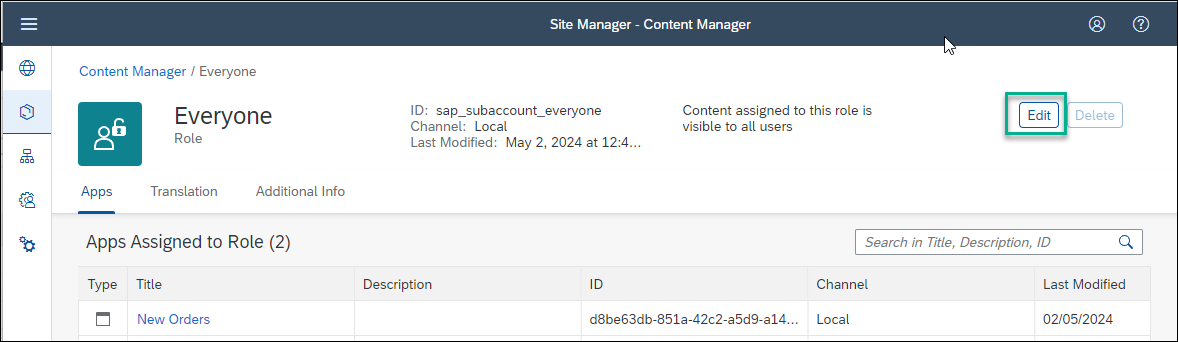 Site Manager - Content Manager
Content Manager / Everyone
Everyone
Role
ID: sap_subaccount_everyone
Channel: Local
Last Modified: May 2, 2024 at 12:4...
Content assigned to this role is
visible to all users
Edit
Delete
Apps
Translation
Additional Info
Apps Assigned to Role (2)
Search in Title, Description, ID
Type Title Description ID Channel Last Modified
New Orders d8be63db-851a-42c2-a5d9-a14... Local 02/05/2024